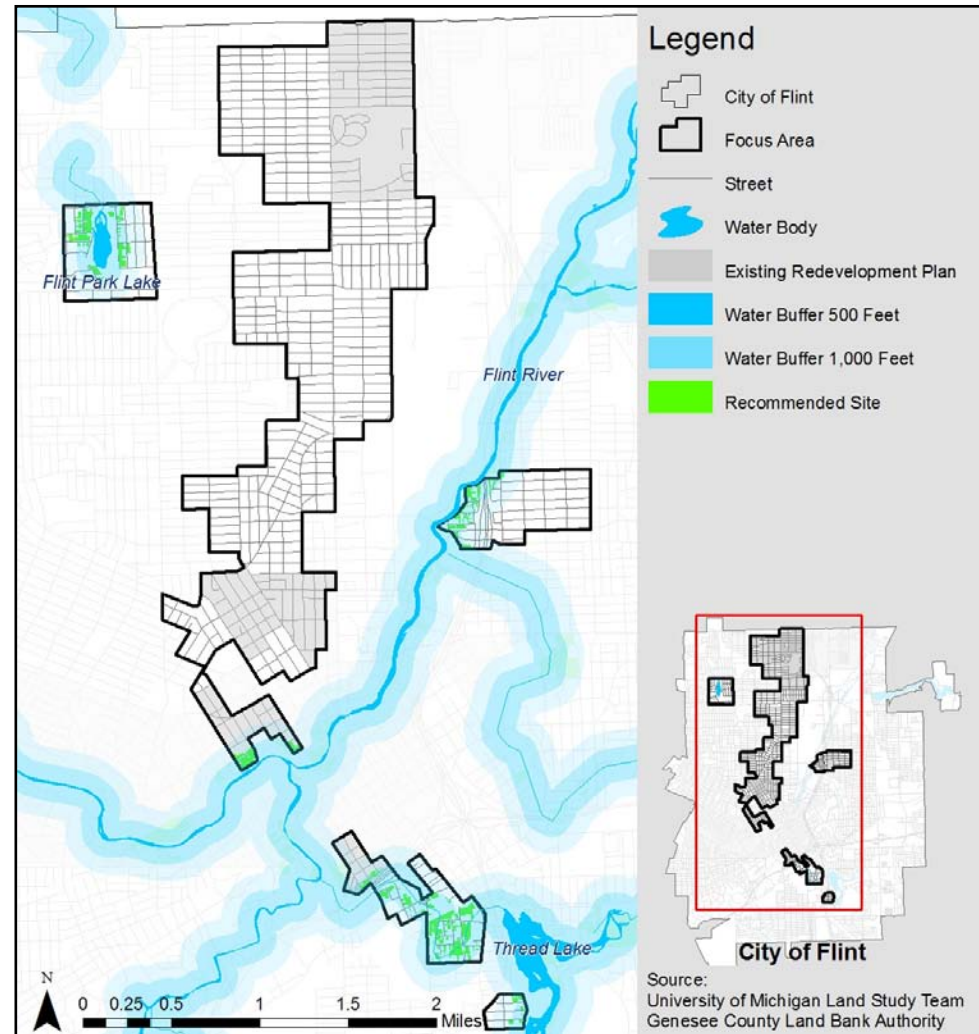 Legend
City of Flint
Focus Area
Street
Water Body
Existing Redevelopment Plan
Water Buffer 500 Feet
Water Buffer 1,000 Feet
Recommended Site
Flint Park Lake
Flint River
Thread Lake
N
0 0.25 0.5 1 1.5 2
Miles
City of Flint
Source:
University of Michigan Land Study Team
Genesee County Land Bank Authority